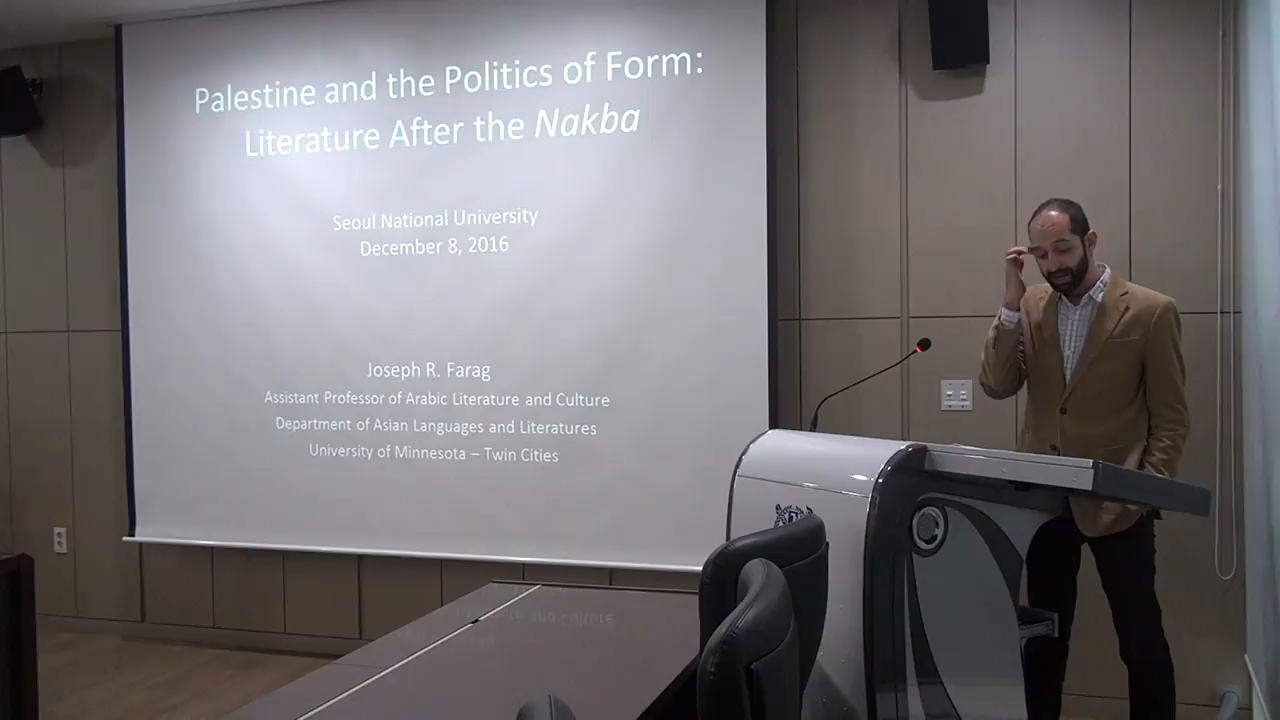 Palestine and the Politics of Form:
Literature After the Nakba
Seoul National University
December 8, 2016
Joseph R. Farag
Assistant Professor of Arabic Literature and Culture
Department of Asian Languages and Literatures
University of Minnesota – Twin Cities